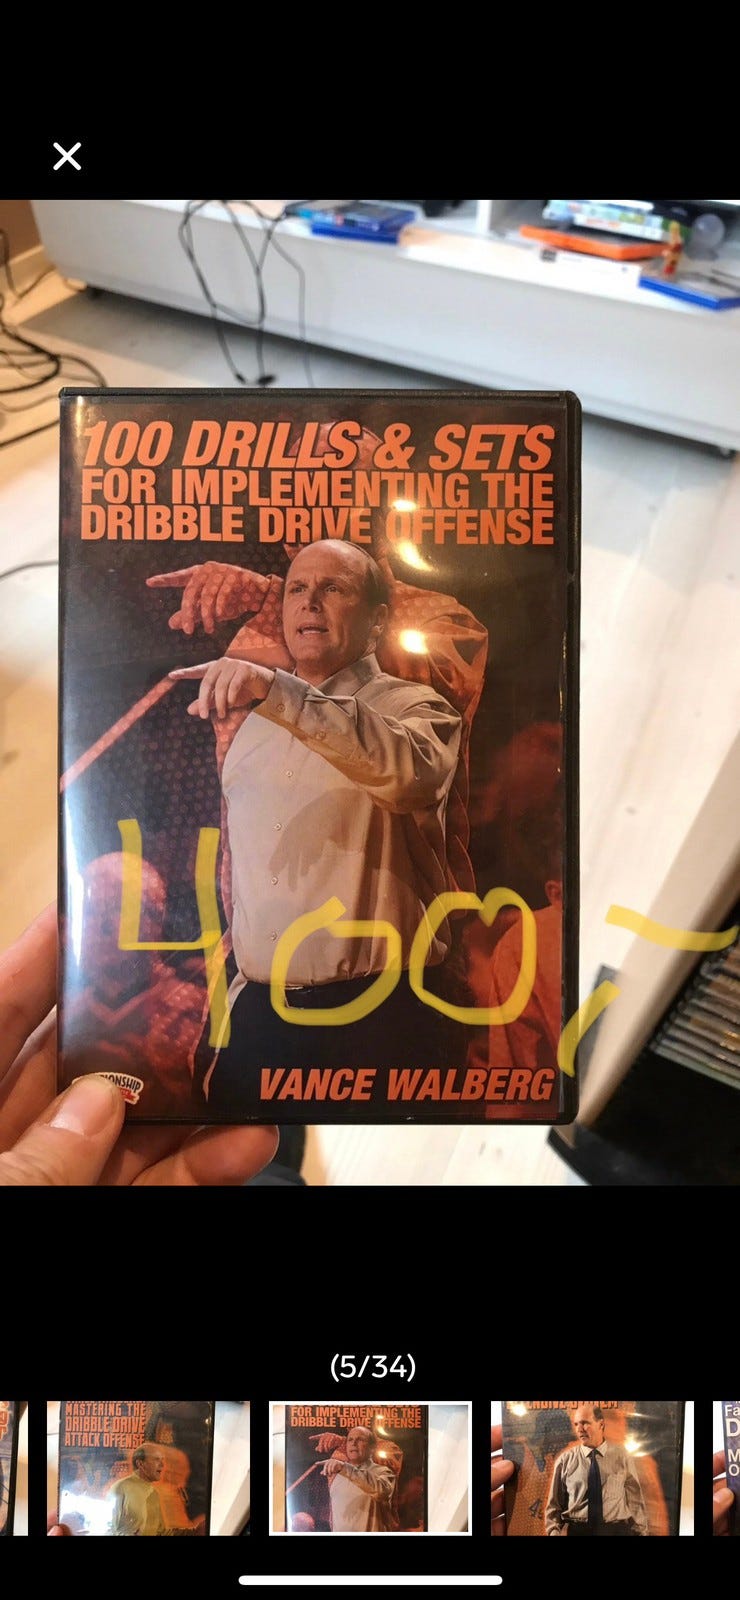 100 DRILLS & SETS
FOR IMPLEMENTING THE
DRIBBLE DRIVE OFFENSE
400,-
VANCE WALBERG
(5/34)
MASTERING THE
DRIBBLE DRIVE
ATTACK OFFENSE
FOR IMPLEMENTING THE
DRIBBLE DRIVE OFFENSE